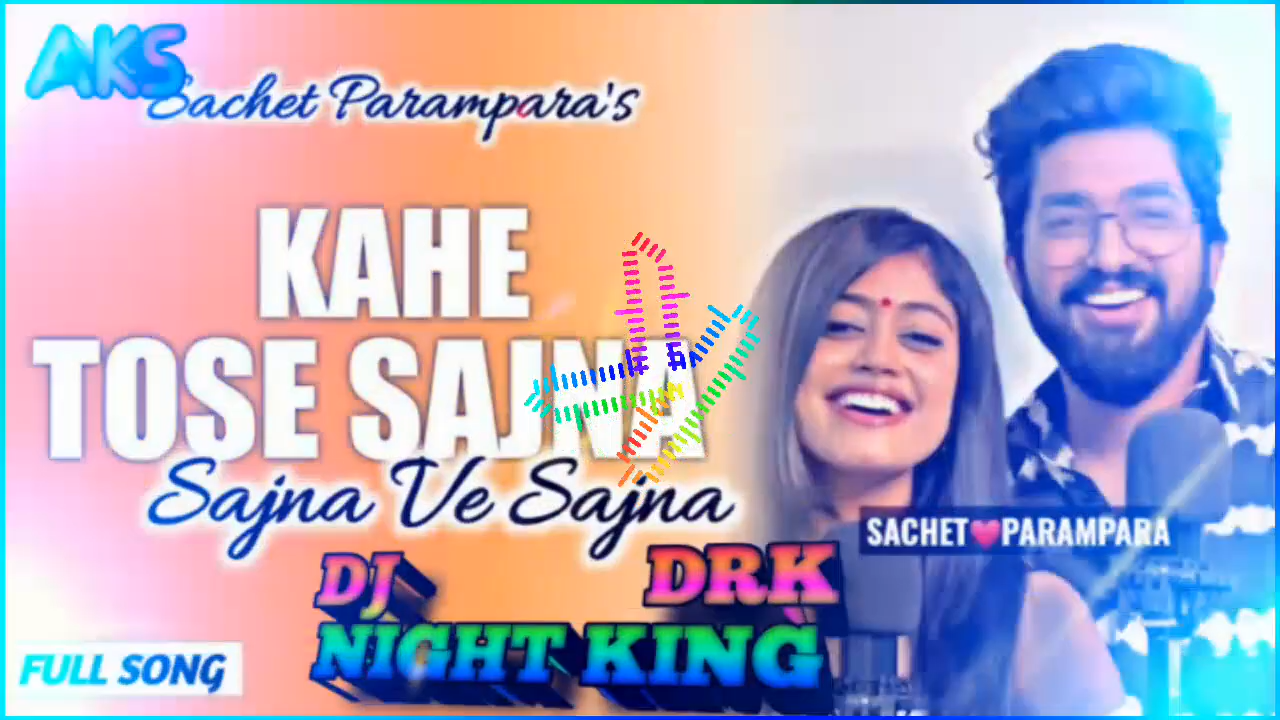 AKS
Sachet Parampara's
KAHE
TOSE SAJNA
Sajna Ve Sajna
SACHET❤PARAMPARA
DJ DRK
NIGHT KING
FULL SONG